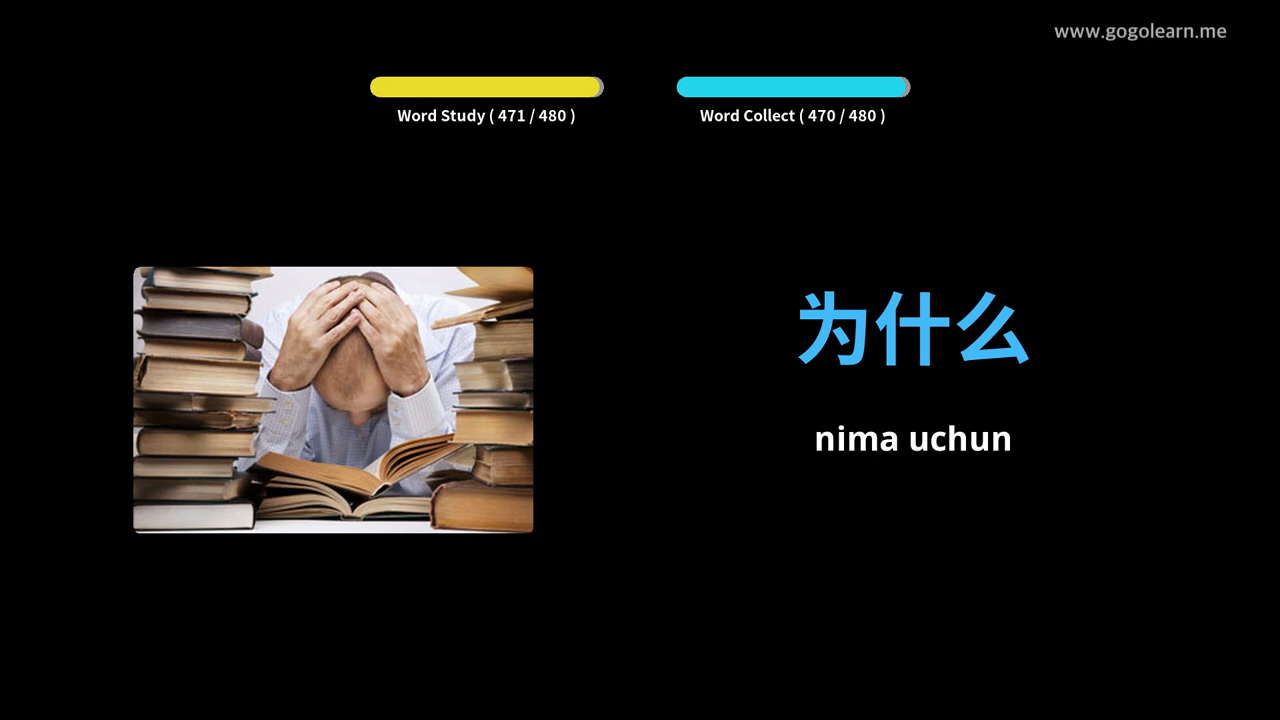 www.gogolearn.me
Word Study ( 471 / 480 )
Word Collect ( 470 / 480 )
为什么
nima uchun